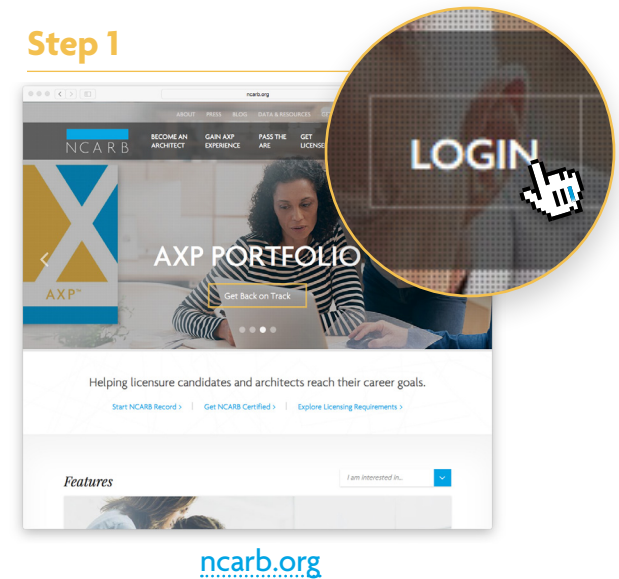 Step 1
ncarb.org
ABOUT PRESS BLOG DATA & RESOURCES
NCARB
BECOME AN ARCHITECT
GAIN AXP EXPERIENCE
PASS THE ARE
GET
LOGIN
AXP PORTFOLIO
Get Back on Track
AXP™
Helping licensure candidates and architects reach their career goals.
Start NCARB Record > Get NCARB Certified > Explore Licensing Requirements >
Features
I am interested in...
ncarb.org